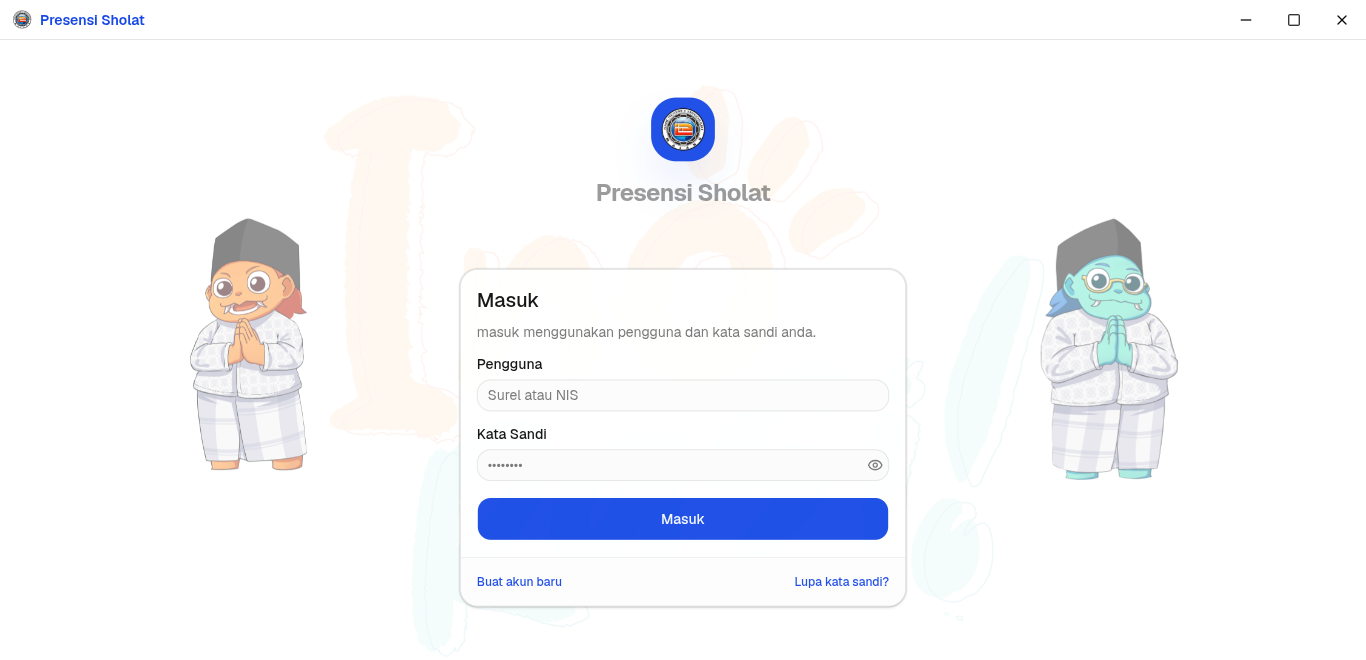 Presensi Sholat
Presensi Sholat
Masuk
masuk menggunakan pengguna dan kata sandi anda.
Pengguna
Surel atau NIS
Kata Sandi
••••••••
Masuk
Buat akun baru
Lupa kata sandi?